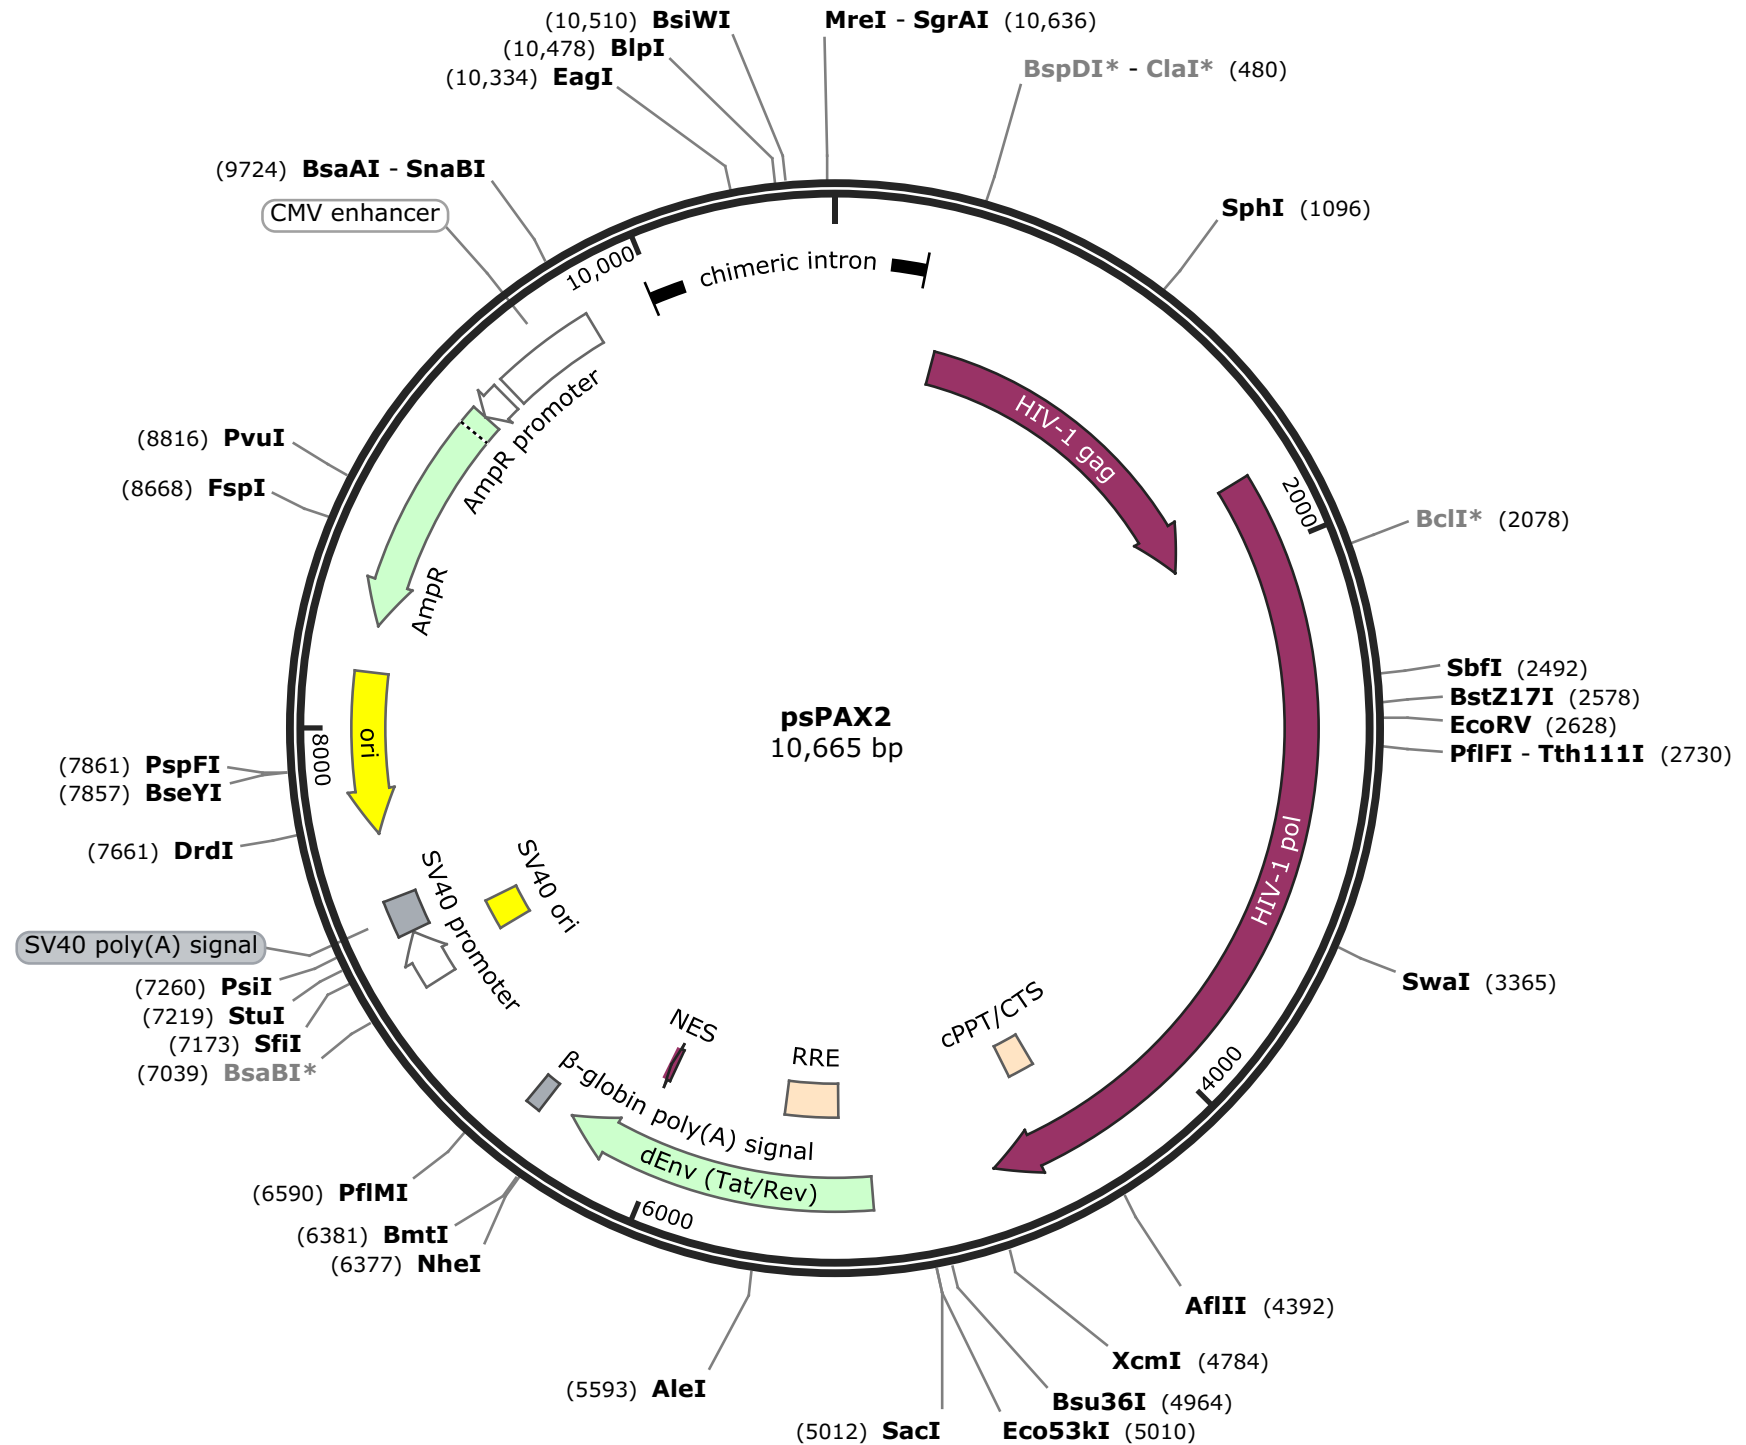 (10,510) BsiWI
(10,478) BlpI
(10,334) EagI
MreI - SgrAI (10,636)
BspDI* - ClaI* (480)
(9724) BsaAI - SnaBI
CMV enhancer
SphI (1096)
10,000
chimeric intron
HIV-1 gag
AmpR promoter
2000
(8816) PvuI
(8668) FspI
BclI* (2078)
AmpR
SbfI (2492)
BstZ17I (2578)
EcoRV (2628)
PflFI - Tth111I (2730)
psPAX2
10,665 bp
ori
8000
(7861) PspFI
(7857) BseYI
(7661) DrdI
HIV-1 pol
SV40 promoter
SV40 ori
SV40 poly(A) signal
(7260) PsiI
(7219) StuI
(7173) SfiI
(7039) BsaBI*
SwaI (3365)
cPPT/CTS
NES
RRE
4000
β-globin poly(A) signal
dEnv (Tat/Rev)
6000
(6590) PflMI
(6381) BmtI
(6377) NheI
AflII (4392)
XcmI (4784)
(5593) AleI
Bsu36I (4964)
(5012) SacI
Eco53kI (5010)